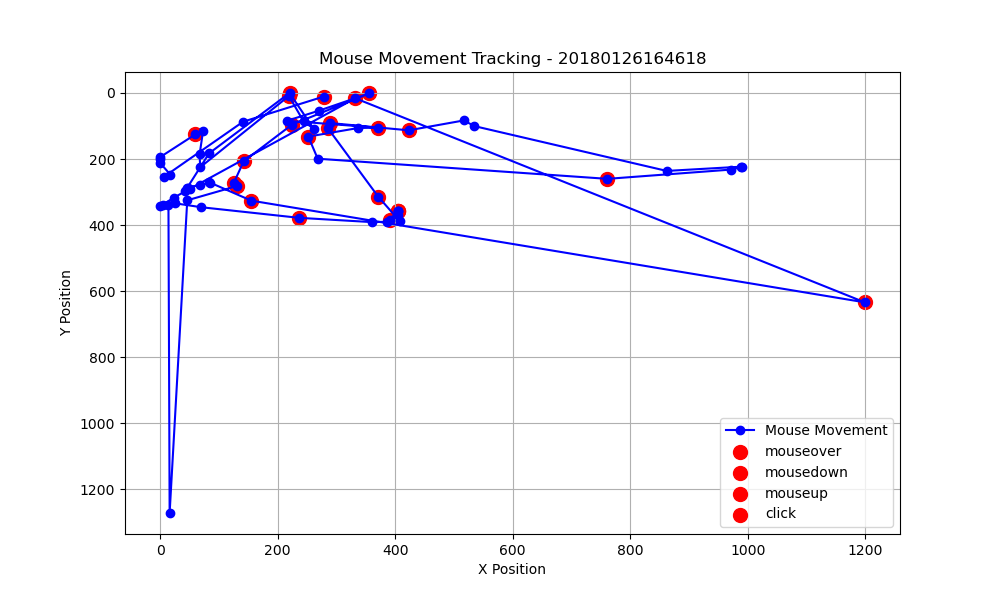 Mouse Movement Tracking - 20180126164618
0
200
400
600
800
1000
1200
Y Position
0
200
400
600
800
1000
1200
X Position
Mouse Movement
mouseover
mousedown
mouseup
click